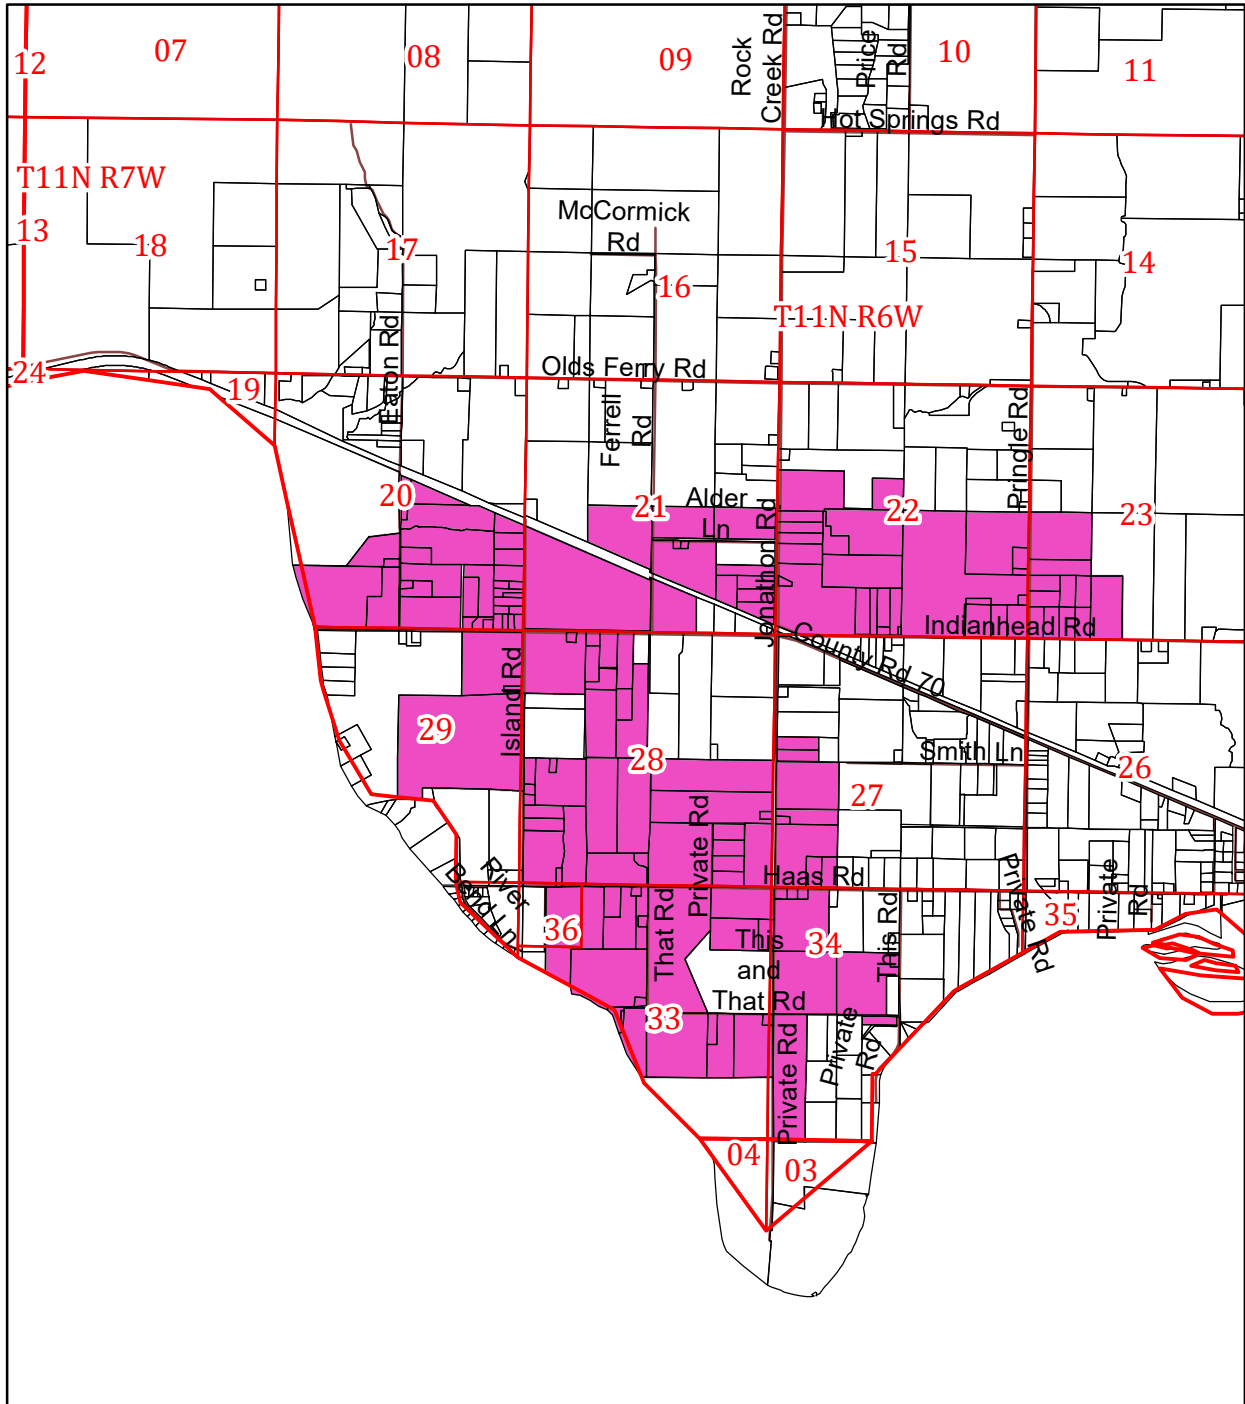 12
07
08
09
Rock
Creek Rd
Price
Rd
10
11
Hot Springs Rd
T11N R7W
13
18
17
McCormick
Rd
16
15
14
T11N R6W
24
19
Eaton Rd
Olds Ferry Rd
Ferrell
Rd
Pringle Rd
20
21
Alder
Ln
Jonathon Rd
22
23
Indianhead Rd
County Rd 70
Island Rd
29
28
Smith Ln
26
27
Private Rd
Haas Rd
River
Bend Ln
36
That Rd
This
and
That Rd
34
This Rd
Private Rd
35
Private
Rd
33
Private Rd
Private
Rd
04
03